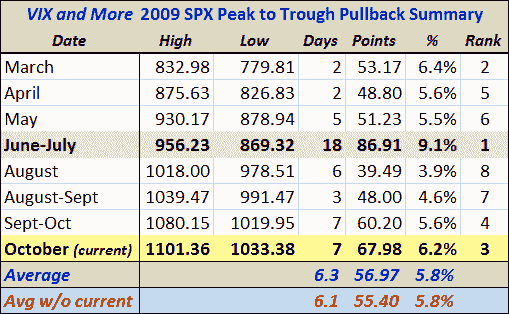 VIX and More 2009 SPX Peak to Trough Pullback Summary
Date High Low Days Points % Rank
March 832.98 779.81 2 53.17 6.4% 2
April 875.63 826.83 2 48.80 5.6% 5
May 930.17 878.94 5 51.23 5.5% 6
June-July 956.23 869.32 18 86.91 9.1% 1
August 1018.00 978.51 6 39.49 3.9% 8
August-Sept 1039.47 991.47 3 48.00 4.6% 7
Sept-Oct 1080.15 1019.95 7 60.20 5.6% 4
October (current) 1101.36 1033.38 7 67.98 6.2% 3
Average 6.3 56.97 5.8%
Avg w/o current 6.1 55.40 5.8%